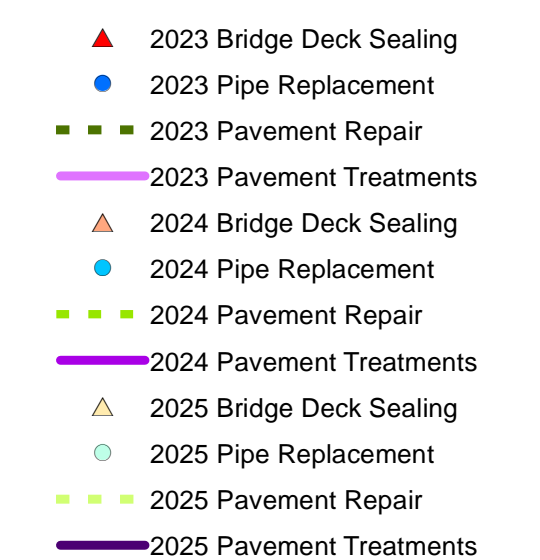 2023 Bridge Deck Sealing
2023 Pipe Replacement
2023 Pavement Repair
2023 Pavement Treatments
2024 Bridge Deck Sealing
2024 Pipe Replacement
2024 Pavement Repair
2024 Pavement Treatments
2025 Bridge Deck Sealing
2025 Pipe Replacement
2025 Pavement Repair
2025 Pavement Treatments